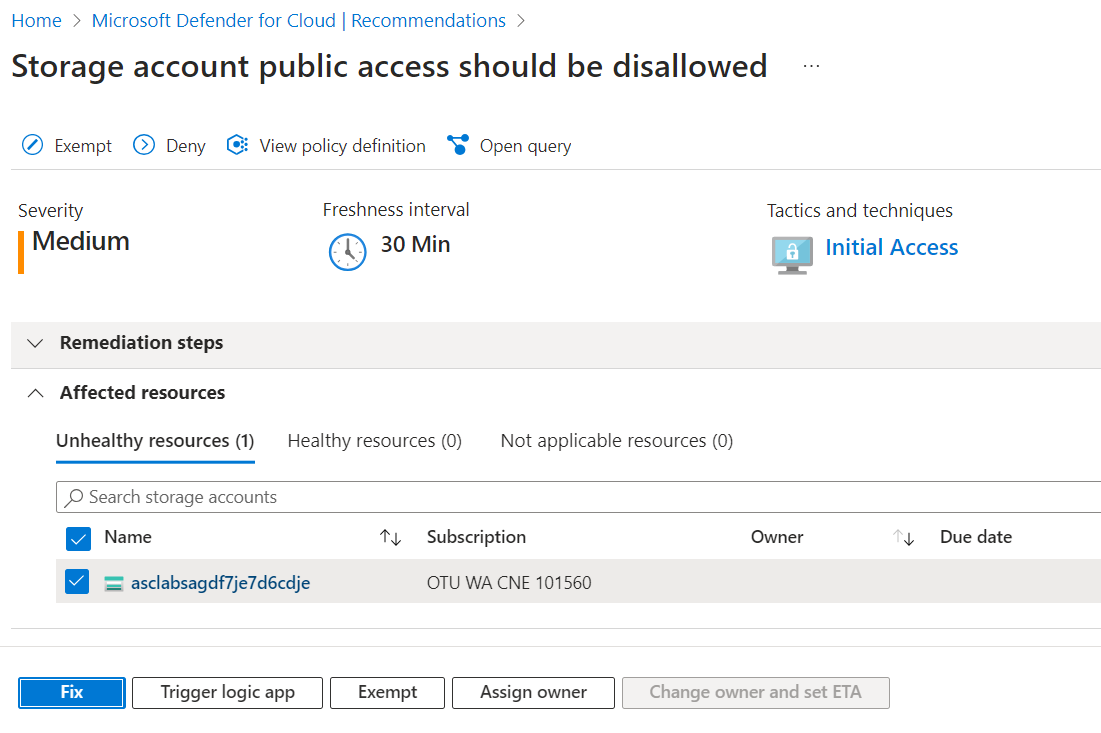 Home > Microsoft Defender for Cloud | Recommendations >
Storage account public access should be disallowed ...
Exempt Deny View policy definition Open query
Severity Freshness interval Tactics and techniques
Medium 30 Min Initial Access
Remediation steps
Affected resources
Unhealthy resources (1) Healthy resources (0) Not applicable resources (0)
Search storage accounts
Name ↑↓ Subscription Owner ↑↓ Due date
asclabsagdf7je7d6cdje OTU WA CNE 101560
Fix Trigger logic app Exempt Assign owner Change owner and set ETA